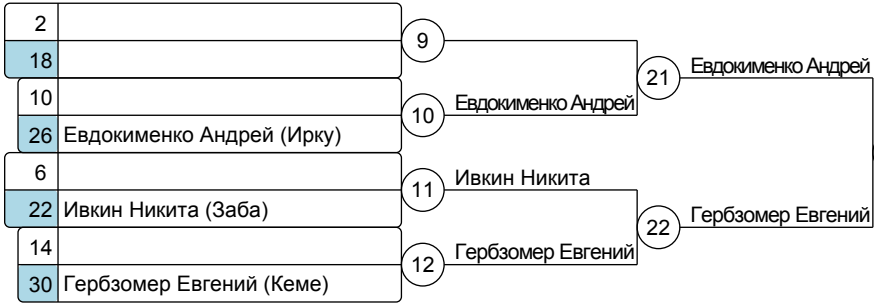 2
18
9
10
26 Евдокименко Андрей (Ирку)
10
Евдокименко Андрей
21
Евдокименко Андрей
6
22 Ивкин Никита (Заба)
11
Ивкин Никита
14
30 Гербзомер Евгений (Кеме)
12
Гербзомер Евгений
22
Гербзомер Евгений